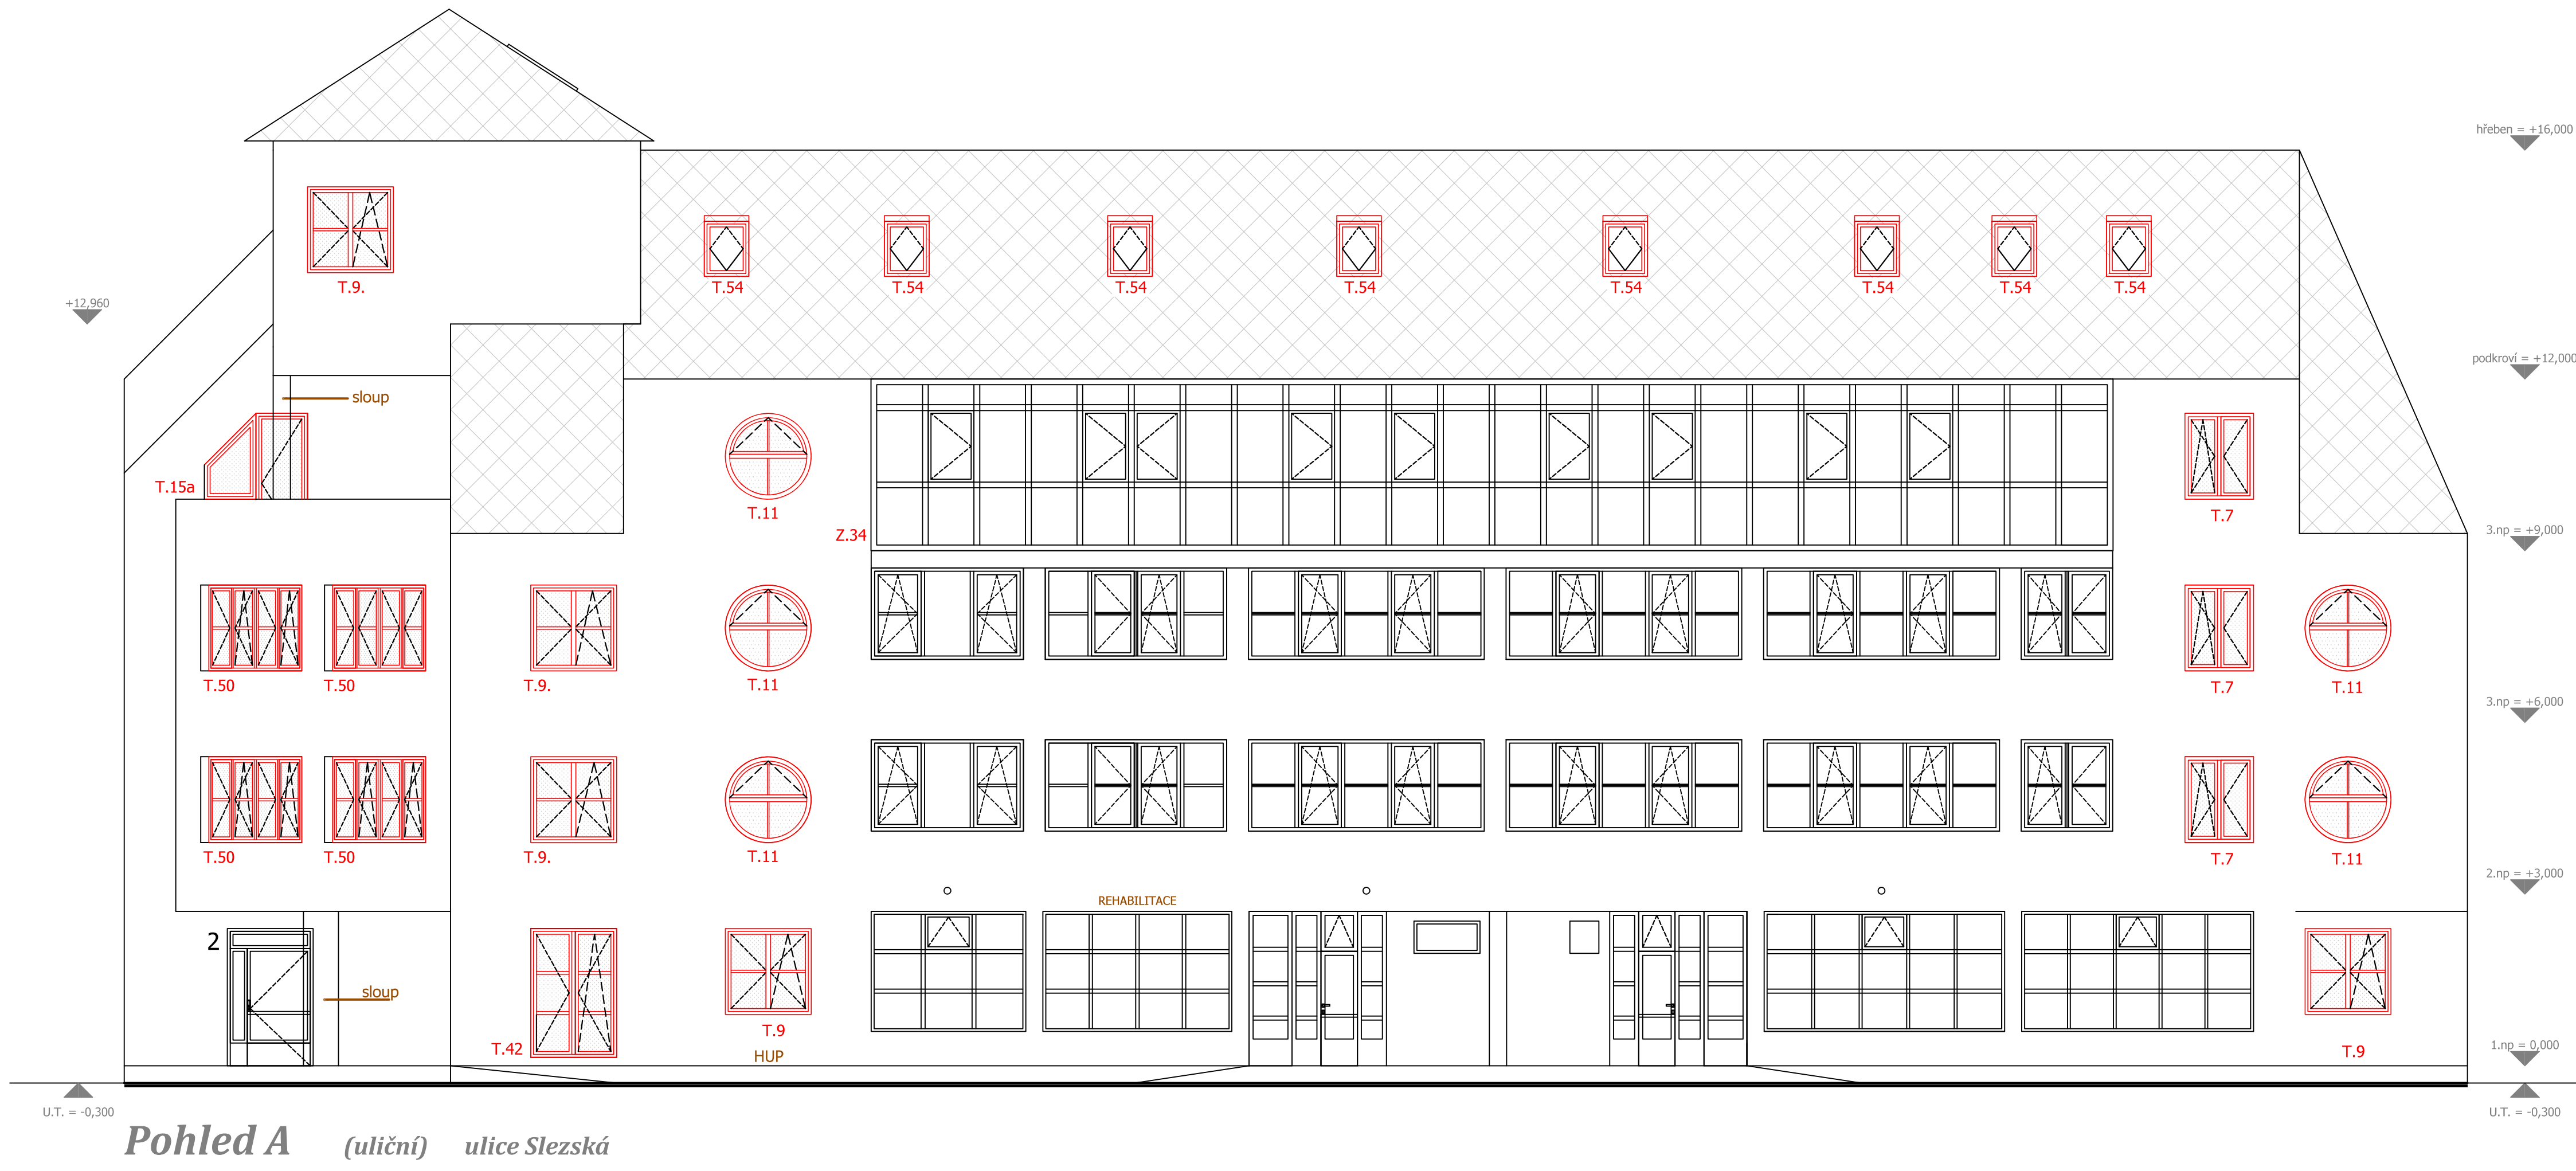 hřeben = +16,000
T.9.
T.54 T.54 T.54 T.54 T.54 T.54 T.54 T.54
+12,960
podkroví = +12,000
sloup
T.15a
T.11
T.7
Z.34
3.np = +9,000
T.50 T.50 T.9. T.11 T.7 T.11
3.np = +6,000
T.50 T.50 T.9. T.11 T.7 T.11
2.np = +3,000
REHABILITACE
2
sloup
T.9
T.42
HUP
T.9
1.np = 0,000
U.T. = -0,300
U.T. = -0,300
Pohled A (uliční) ulice Slezská